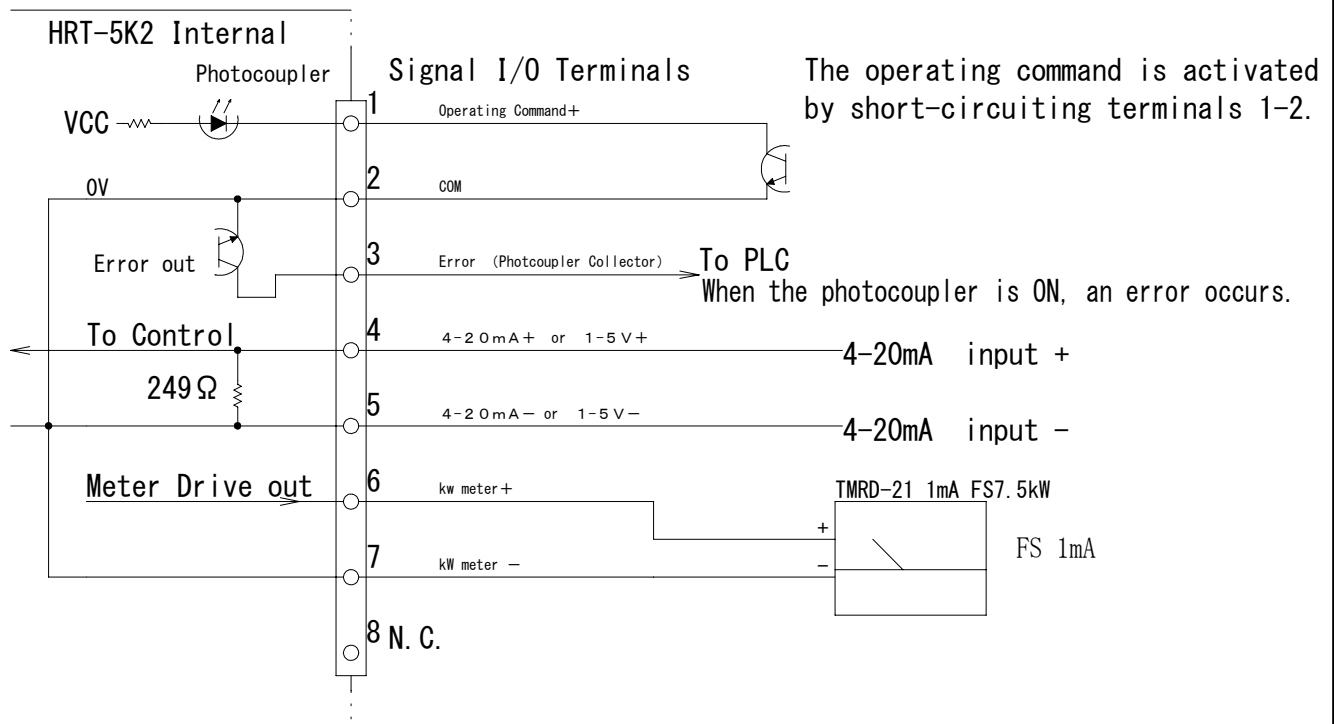 HRT-5K2 Internal
Photocoupler
Signal I/O Terminals
The operating command is activated
by short-circuiting terminals 1-2.
VCC
1
Operating Command+
0V
2
COM
Error out
3
Error (Photcoupler Collector)
To PLC
When the photocoupler is ON, an error occurs.
To Control
4
4-20mA+ or 1-5V+
4-20mA input +
249Ω
5
4-20mA- or 1-5V-
4-20mA input -
Meter Drive out
6
kw meter+
TMRD-21 1mA FS7.5kW
+
-
FS 1mA
7
kW meter -
8 N.C.